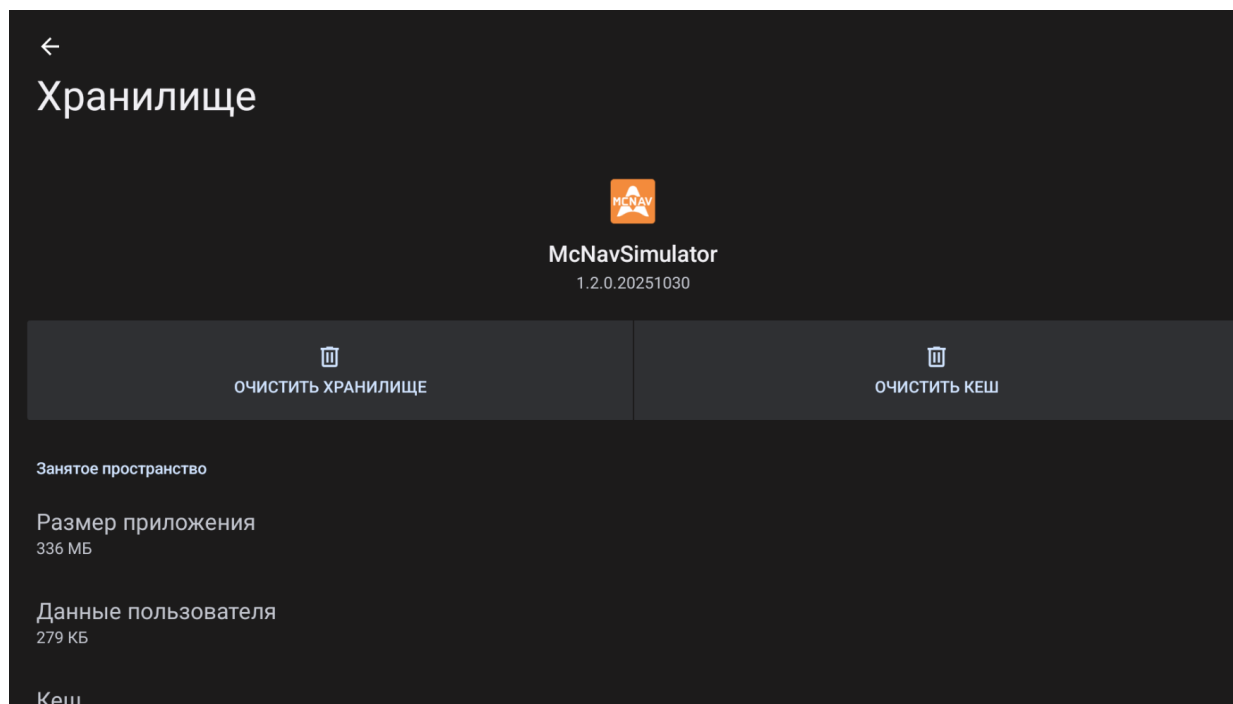 Хранилище
MCNAV
McNavSimulator
1.2.0.20251030
ОЧИСТИТЬ ХРАНИЛИЩЕ
ОЧИСТИТЬ КЕШ
Занятое пространство
Размер приложения
336 МБ
Данные пользователя
279 КБ
Кеш